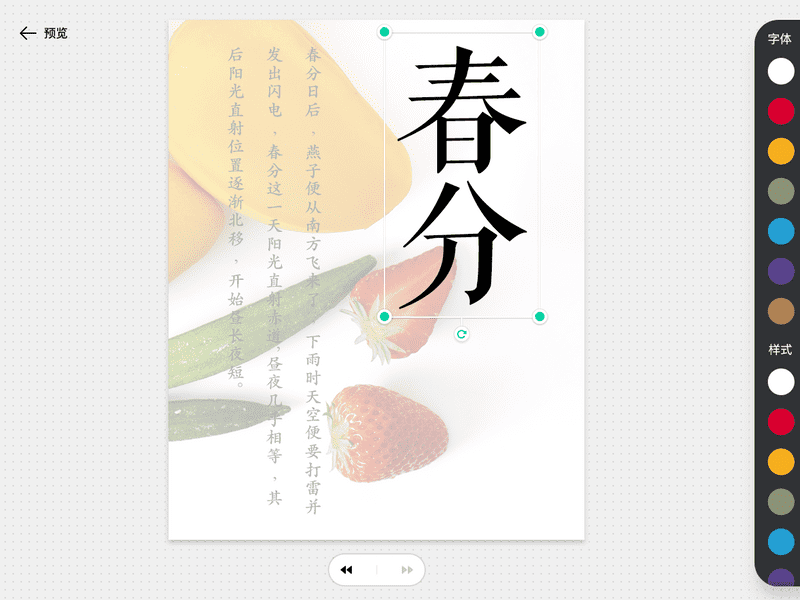 预览
春分
春分日后，燕子便从南方飞来了，下雨时天空便要打雷并
发出闪电，春分这一天阳光直射赤道，昼夜几乎相等，其
后阳光直射位置逐渐北移，开始昼长夜短。
字体
样式